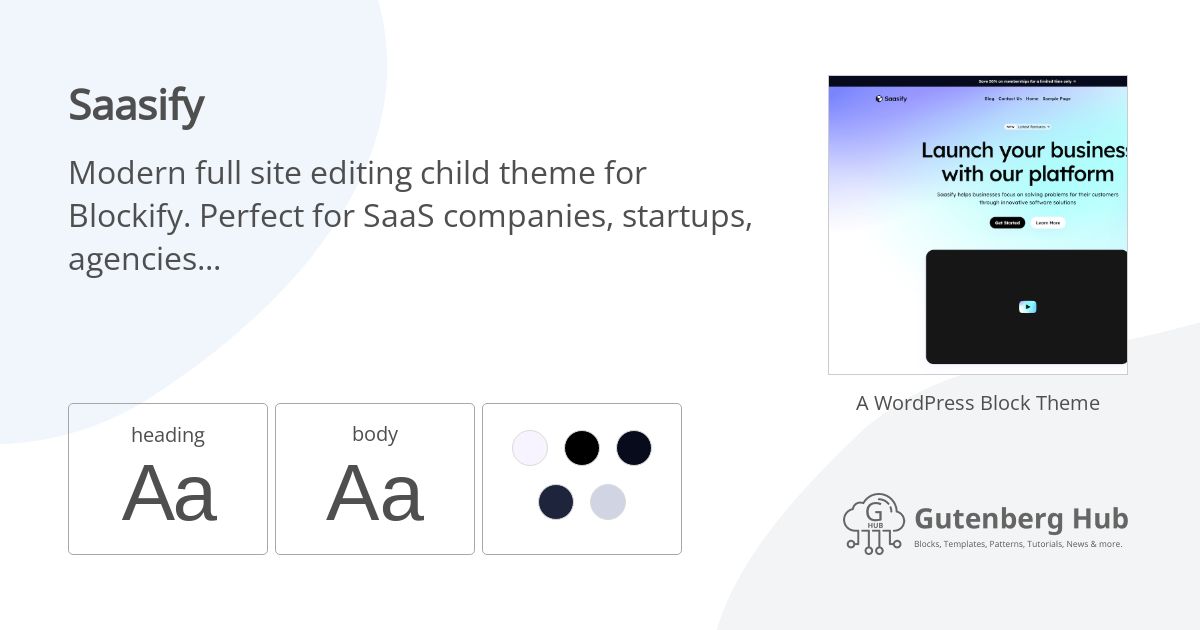 Saasify
Modern full site editing child theme for
Blockify. Perfect for SaaS companies, startups,
agencies...
heading
Aa
body
Aa
Save 50% on memberships for a limited time only →
Saasify
Blog Contact Us Home Sample Page
NEW Latest features
Launch your business
with our platform
Saasify helps businesses focus on solving problems for their customers
through innovative software solutions
Get Started Learn More
A WordPress Block Theme
G
HUB
Gutenberg Hub
Blocks, Templates, Patterns, Tutorials, News & more.